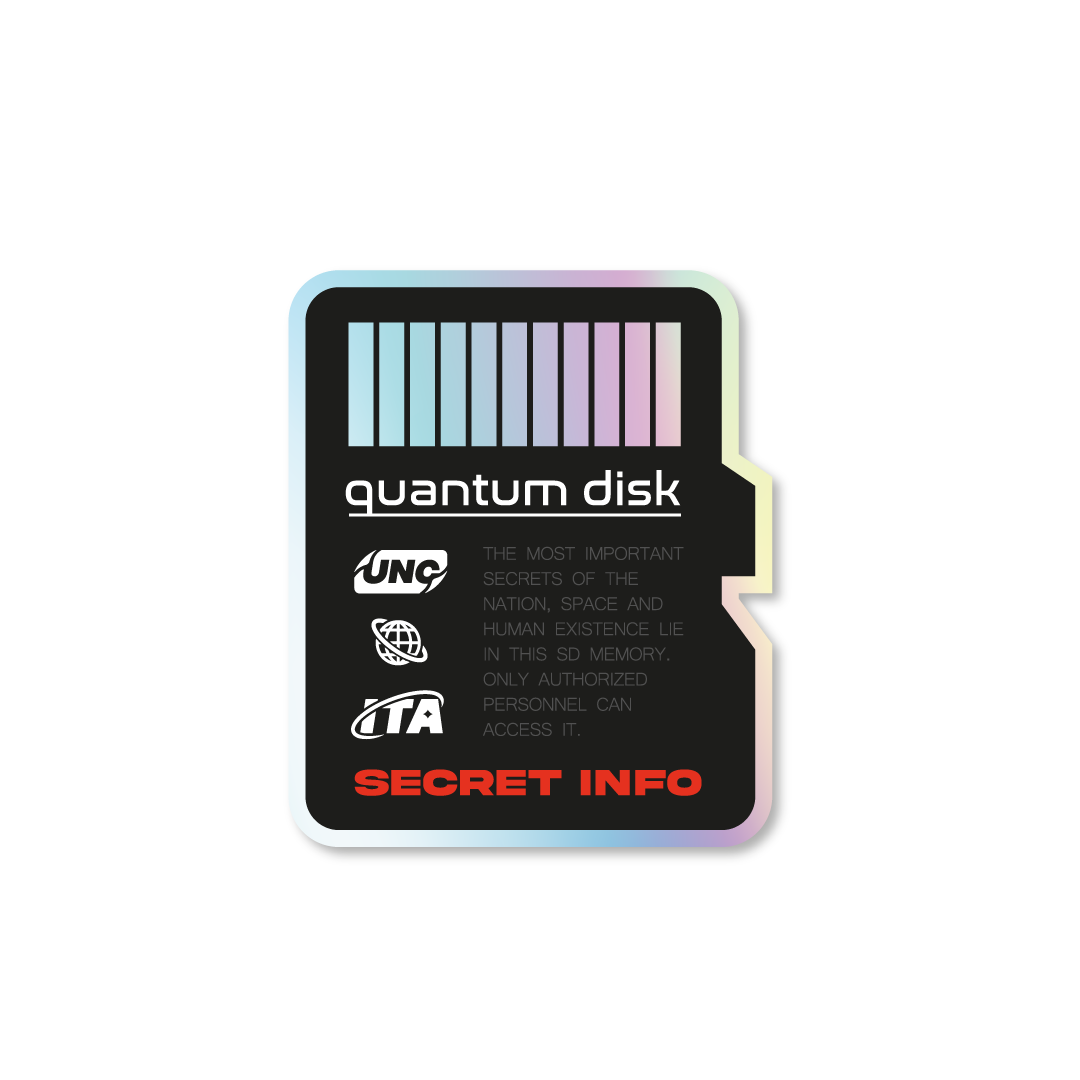 quantum disk
UNC
ITA
THE MOST IMPORTANT
SECRETS OF THE
NATION, SPACE AND
HUMAN EXISTENCE LIE
IN THIS SD MEMORY.
ONLY AUTHORIZED
PERSONNEL CAN
ACCESS IT.
SECRET INFO